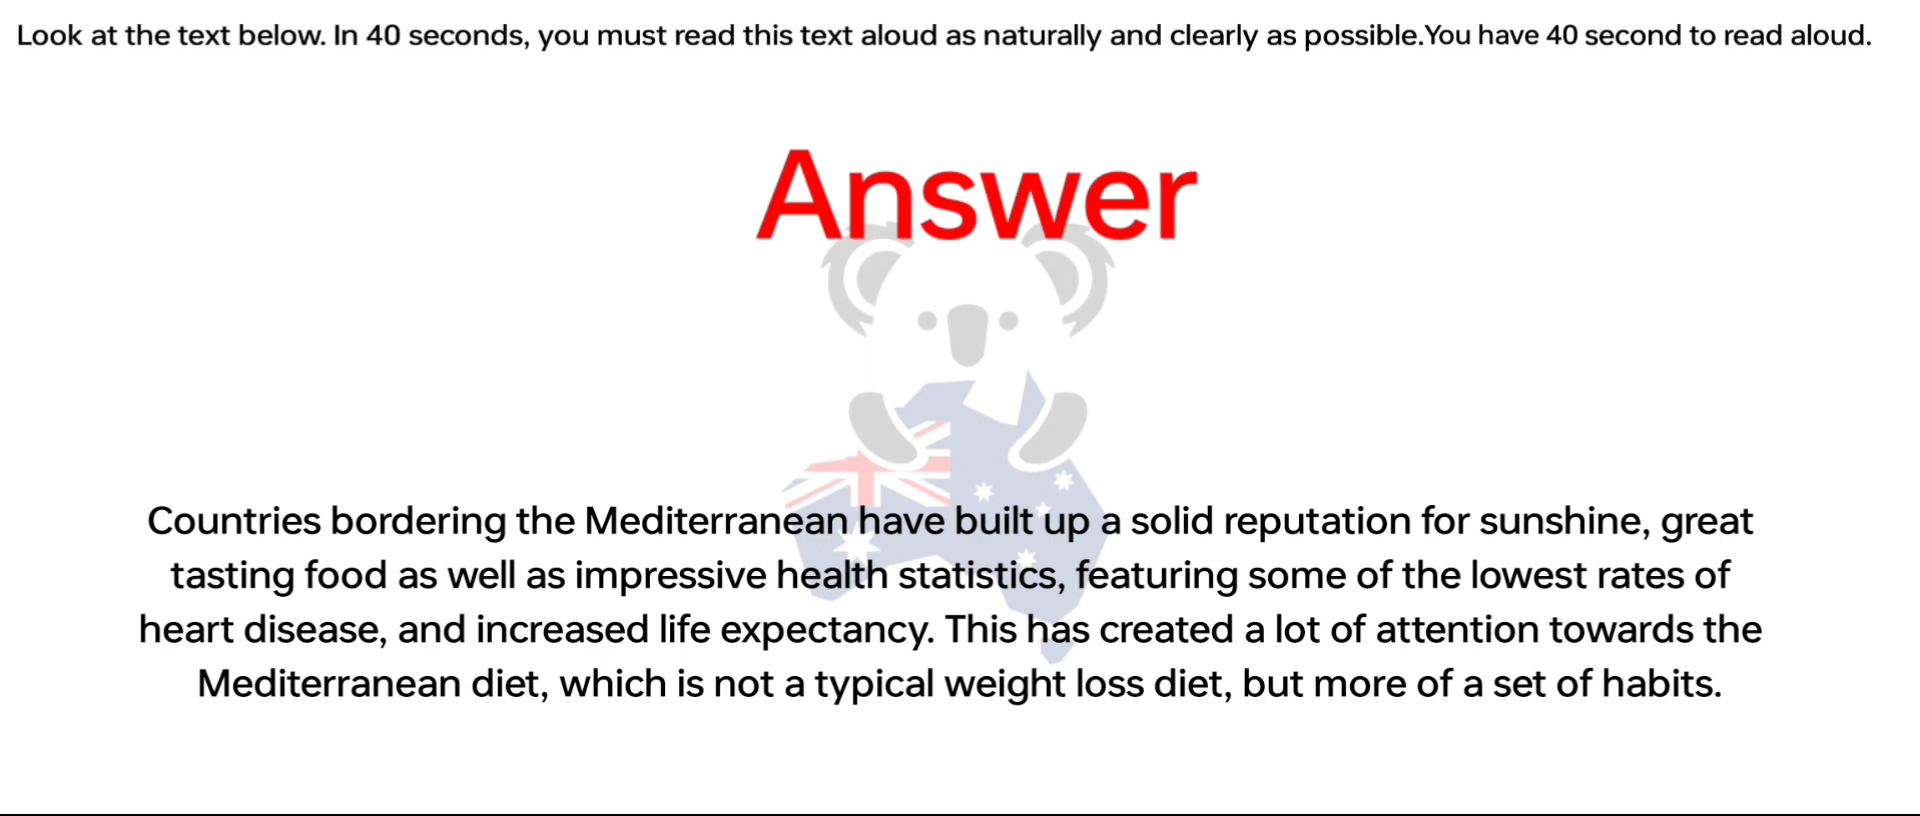 Look at the text below. In 40 seconds, you must read this text aloud as naturally and clearly as possible.You have 40 second to read aloud.
Answer
Countries bordering the Mediterranean have built up a solid reputation for sunshine, great
tasting food as well as impressive health statistics, featuring some of the lowest rates of
heart disease, and increased life expectancy. This has created a lot of attention towards the
Mediterranean diet, which is not a typical weight loss diet, but more of a set of habits.